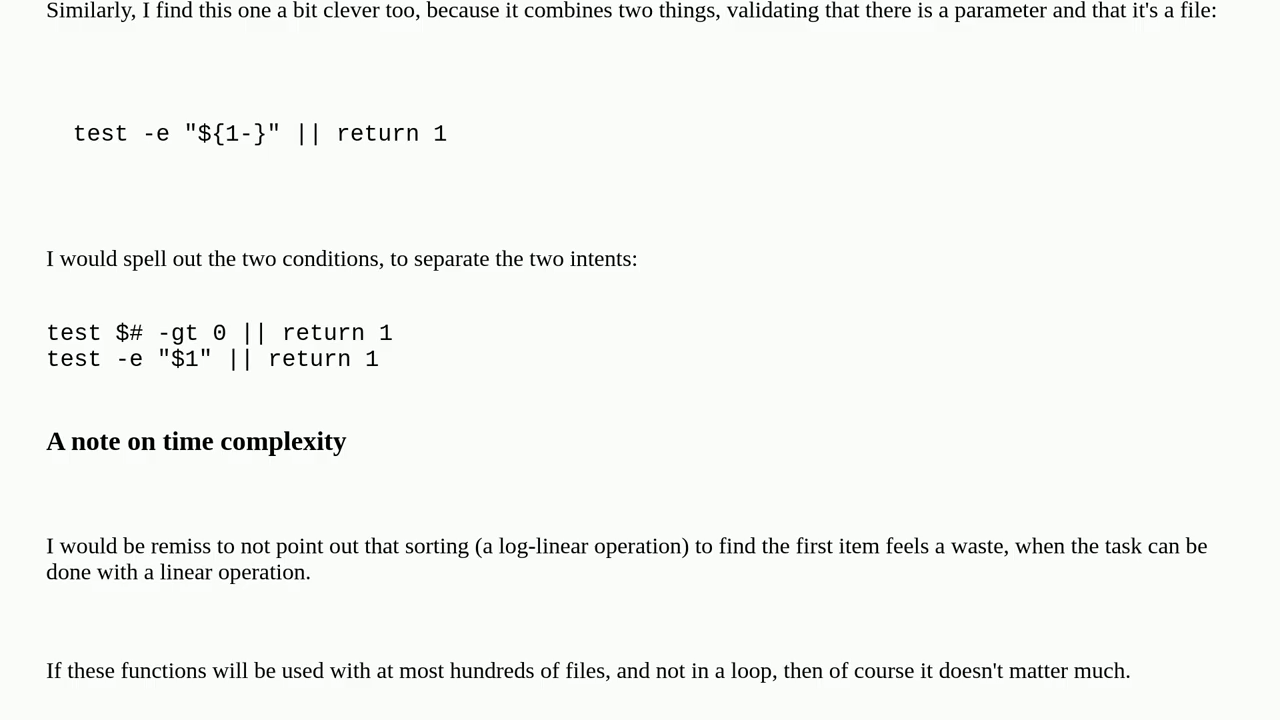 Similarly, I find this one a bit clever too, because it combines two things, validating that there is a parameter and that it's a file:
test -e "${1-}" || return 1
I would spell out the two conditions, to separate the two intents:
test $# -gt 0 || return 1
test -e "$1" || return 1
A note on time complexity
I would be remiss to not point out that sorting (a log-linear operation) to find the first item feels a waste, when the task can be
done with a linear operation.
If these functions will be used with at most hundreds of files, and not in a loop, then of course it doesn't matter much.